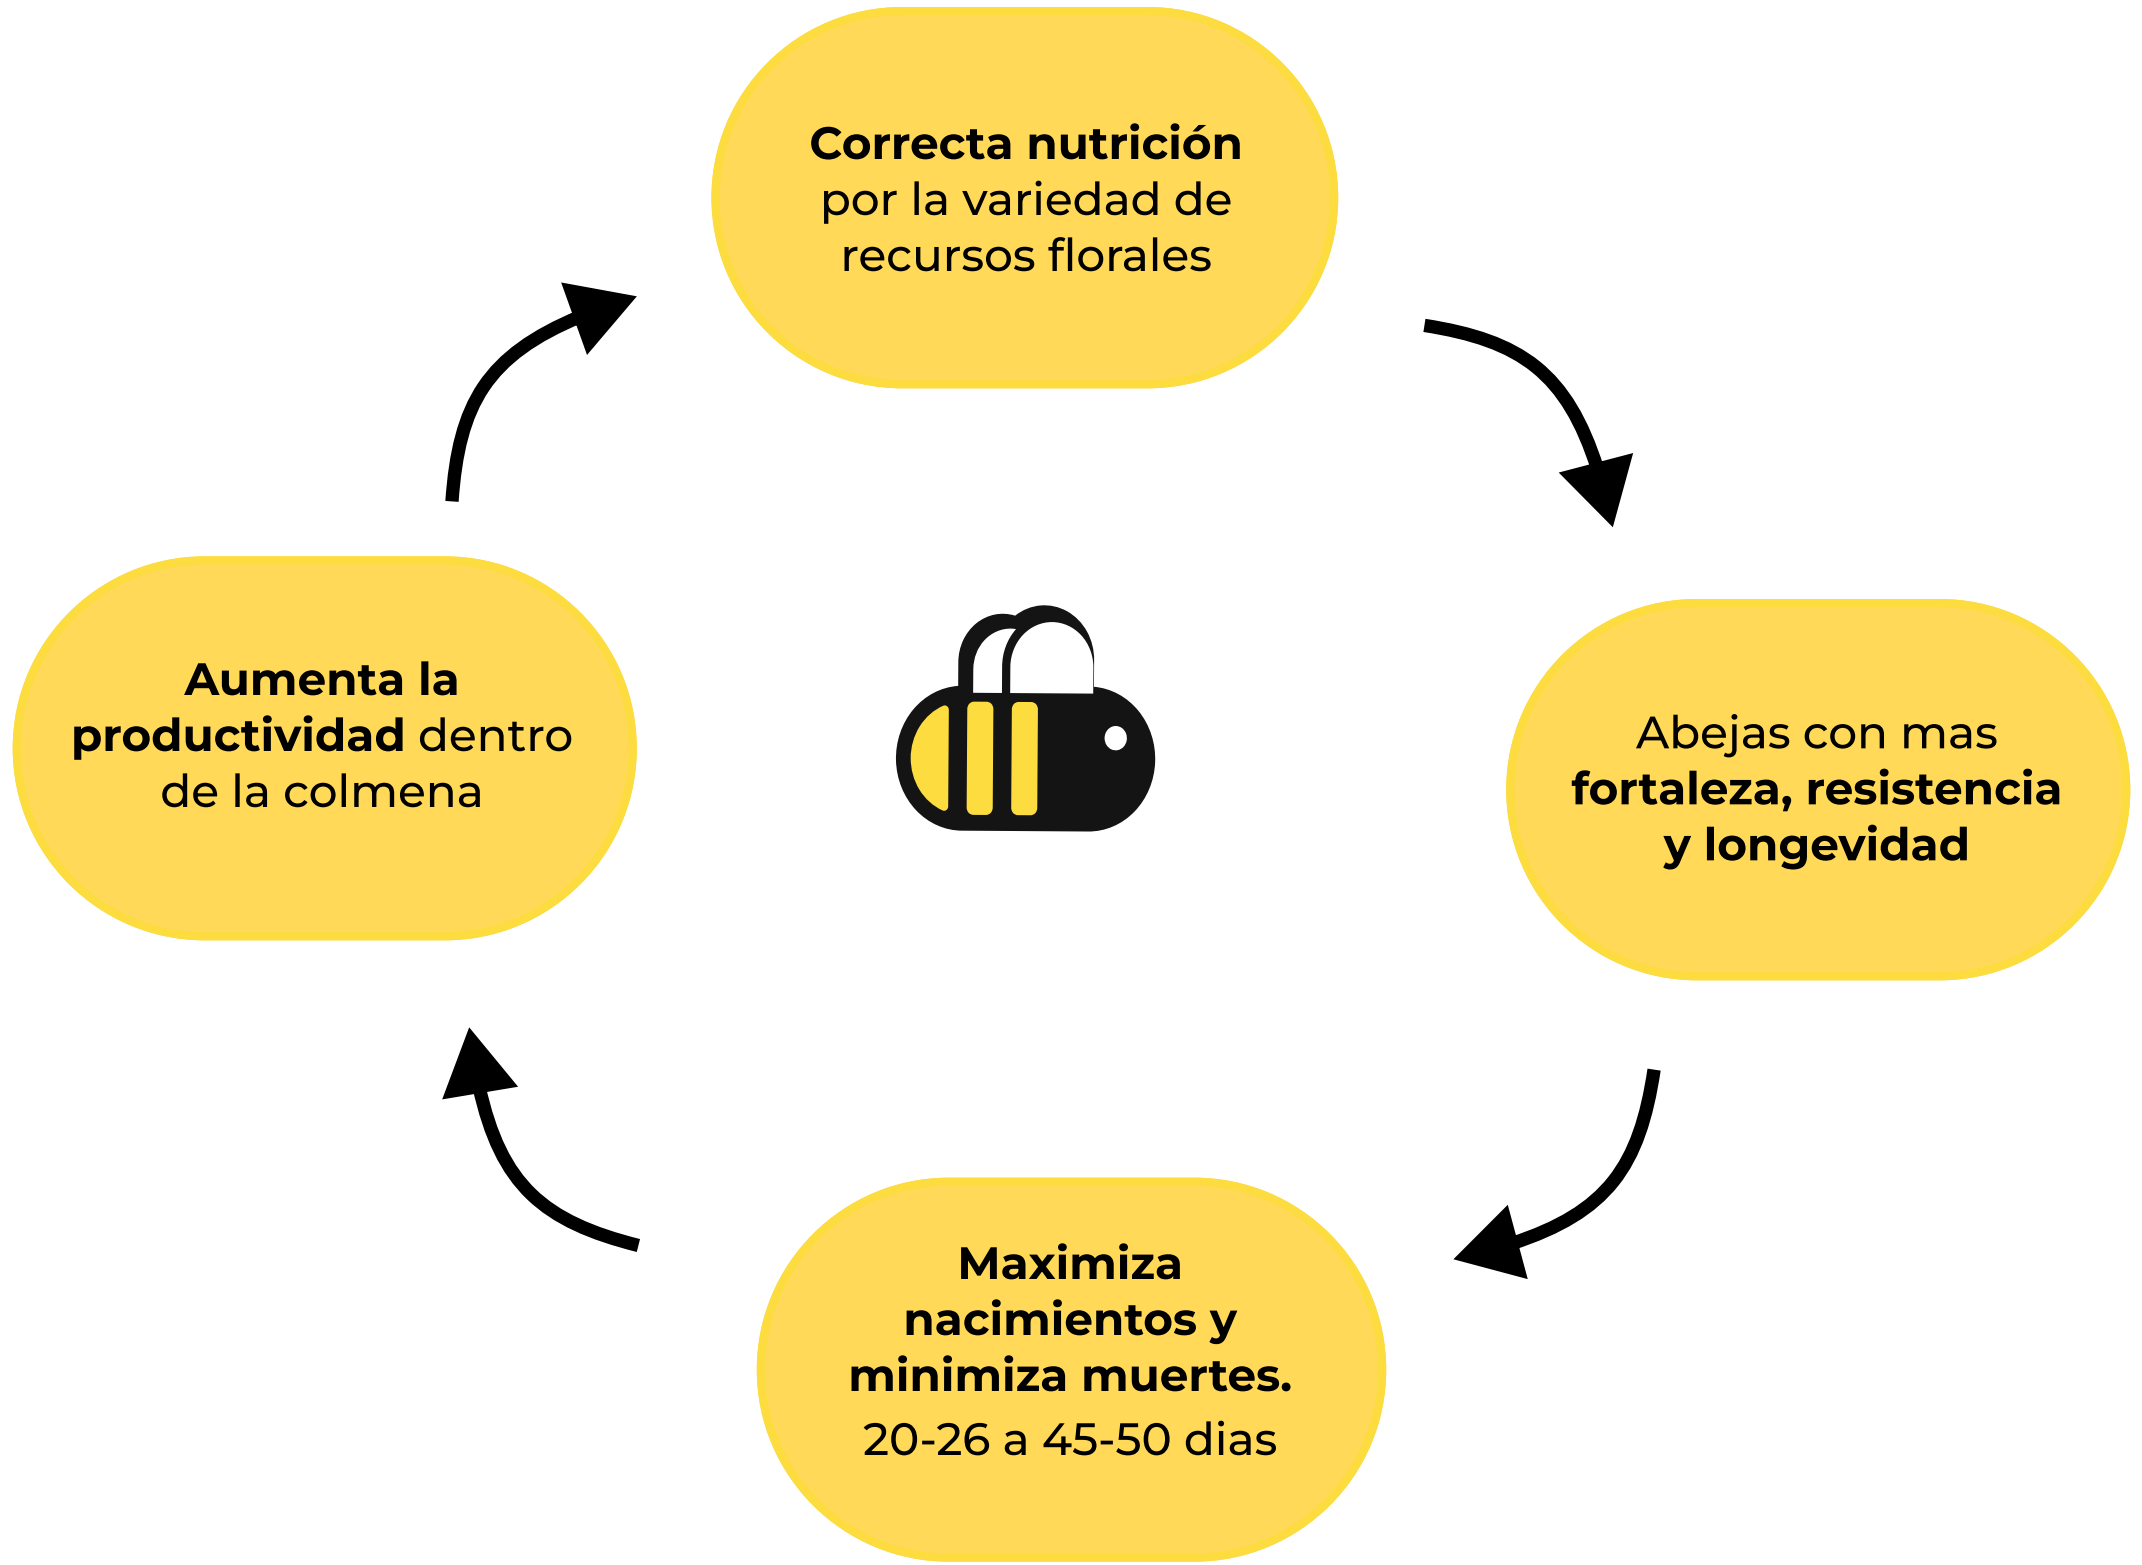 Correcta nutrición
por la variedad de
recursos florales
Abejas con mas
fortaleza, resistencia
y longevidad
Maximiza
nacimientos y
minimiza muertes.
20-26 a 45-50 dias
Aumenta la
productividad dentro
de la colmena